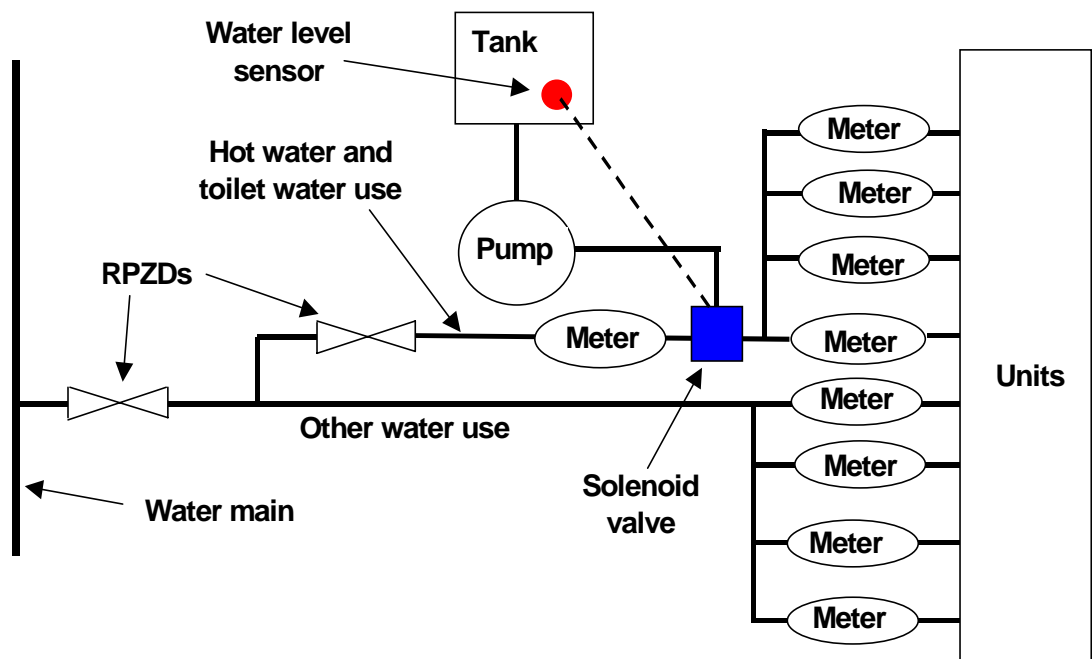 Water level
sensor
Tank
Hot water and
toilet water use
Pump
RPZDs
Meter
Other water use
Water main
Solenoid
valve
Meter
Meter
Meter
Meter
Meter
Meter
Meter
Meter
Units